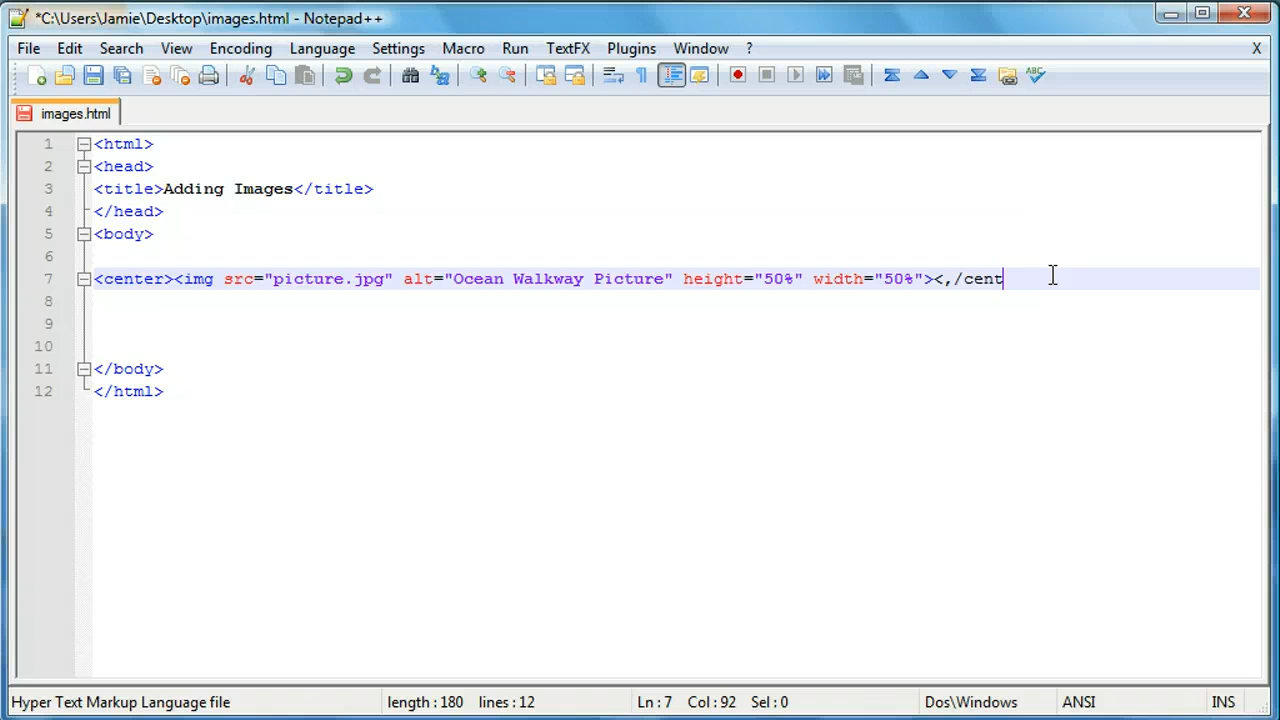 *C:\Users\Jamie\Desktop\images.html - Notepad++
File Edit Search View Encoding Language Settings Macro Run TextFX Plugins Window ? X
ABC
images.html
1 <html>
2 <head>
3 <title>Adding Images</title>
4 </head>
5 <body>
6
7 <center><img src="picture.jpg" alt="Ocean Walkway Picture" height="50%" width="50%"><,/cent
8
9
10
11 </body>
12 </html>
Hyper Text Markup Language file length : 180 lines : 12 Ln : 7 Col : 92 Sel : 0 Dos\Windows ANSI INS